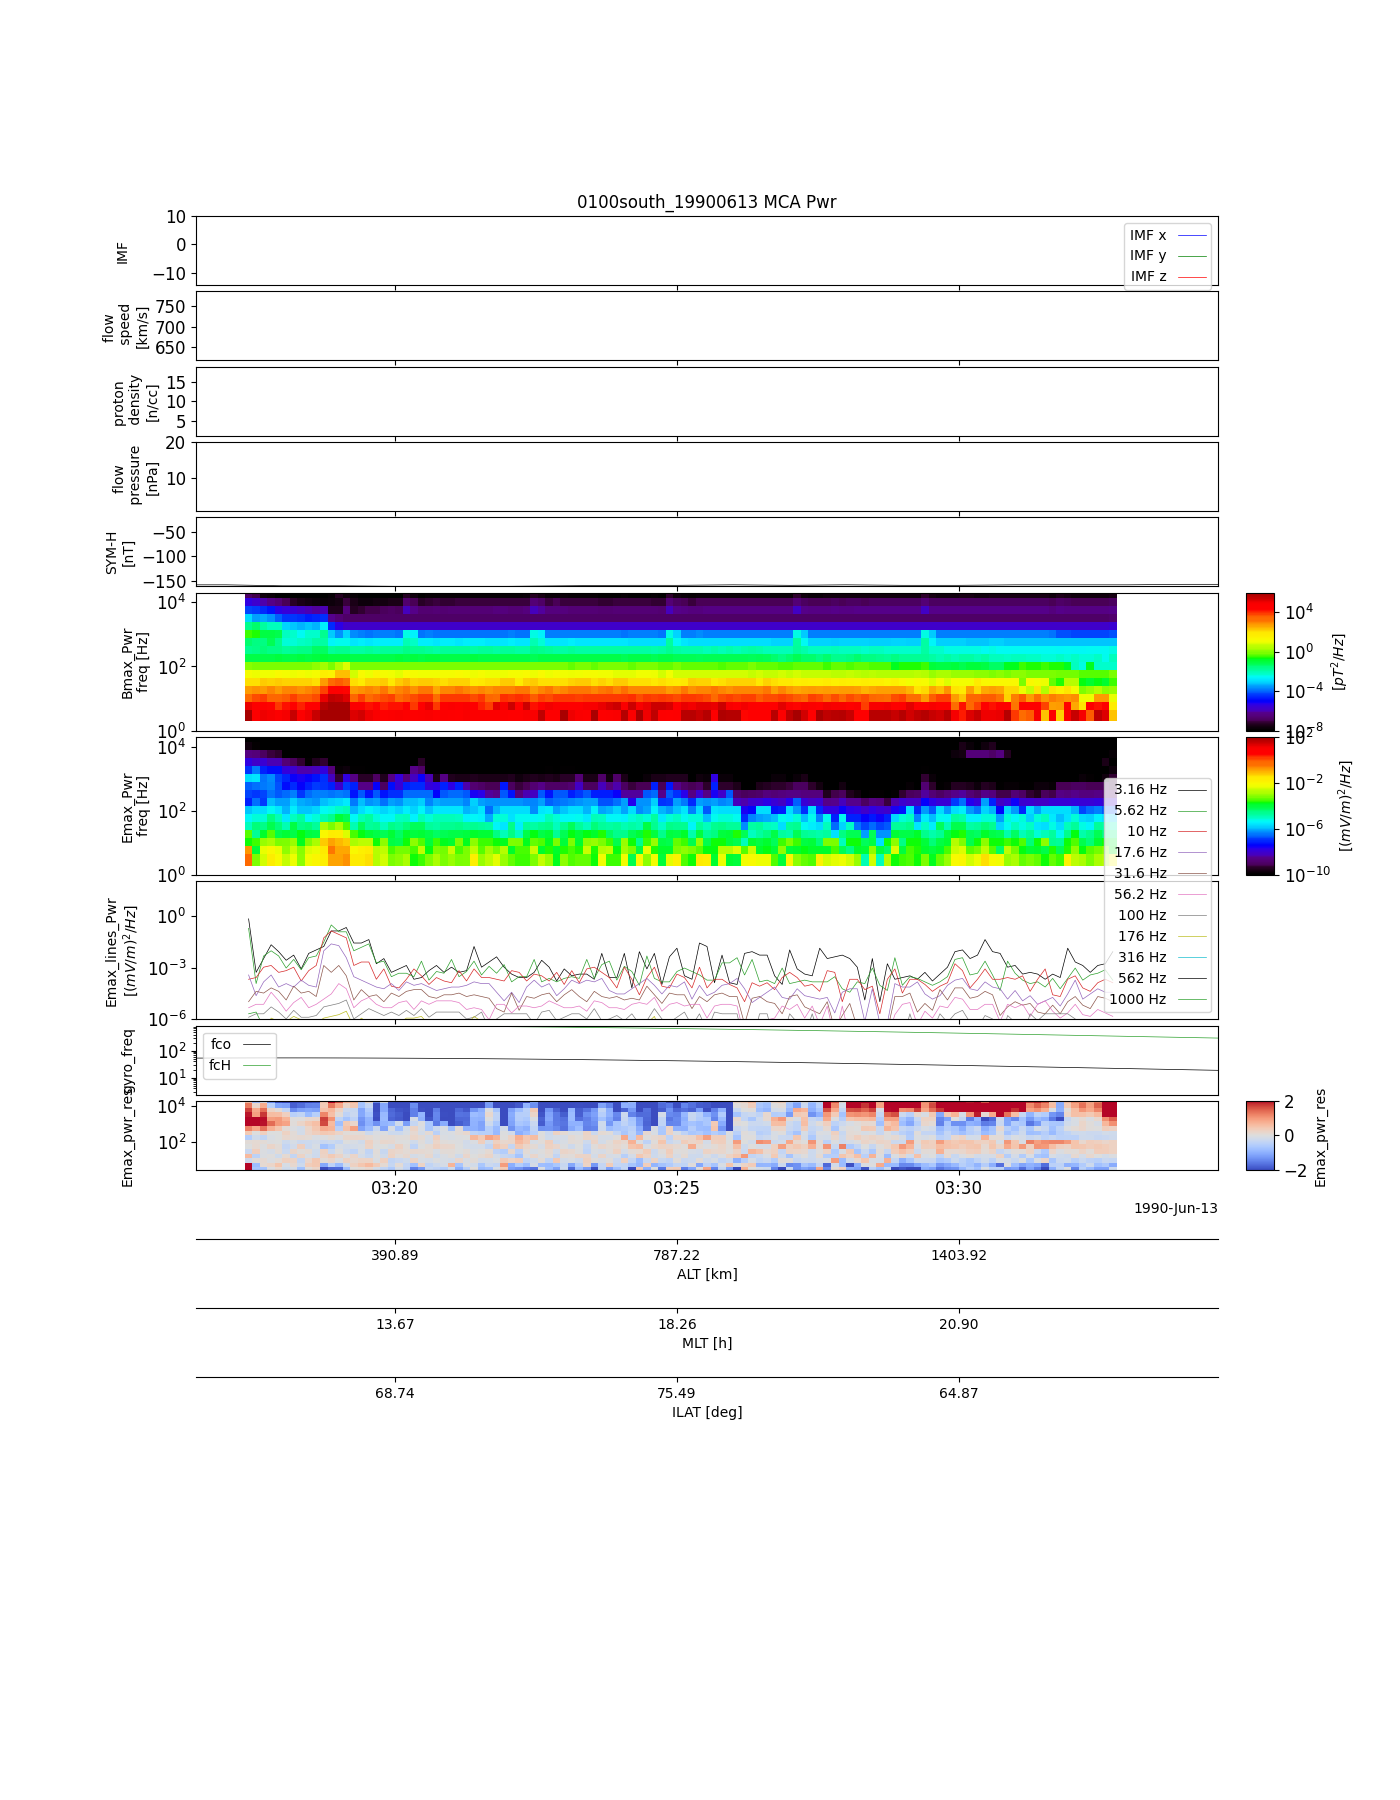 0100south_19900613 MCA Pwr
IMF
10
0
−10
IMF x
IMF y
IMF z
flow
speed
[km/s]
750
700
650
proton
density
[n/cc]
15
10
5
flow
pressure
[nPa]
20
10
SYM-H
[nT]
−50
−100
−150
Bmax_Pwr
freq [Hz]
10^4
10^2
10^0
10^4
10^0
10^−4
10^−8
[pT^2/Hz]
Emax_Pwr
freq [Hz]
10^4
10^2
10^0
10^2
10^−2
10^−6
10^−10
[(mV/m)^2/Hz]
3.16 Hz
5.62 Hz
10 Hz
17.6 Hz
31.6 Hz
56.2 Hz
100 Hz
176 Hz
316 Hz
562 Hz
1000 Hz
Emax_lines_Pwr
[(mV/m)^2/Hz]
10^0
10^−3
10^−6
gyro_freq
10^2
10^1
fco
fcH
Emax_pwr_res
10^4
10^2
2
0
−2
Emax_pwr_res
03:20 03:25 03:30
1990-Jun-13
390.89 787.22 1403.92
ALT [km]
13.67 18.26 20.90
MLT [h]
68.74 75.49 64.87
ILAT [deg]